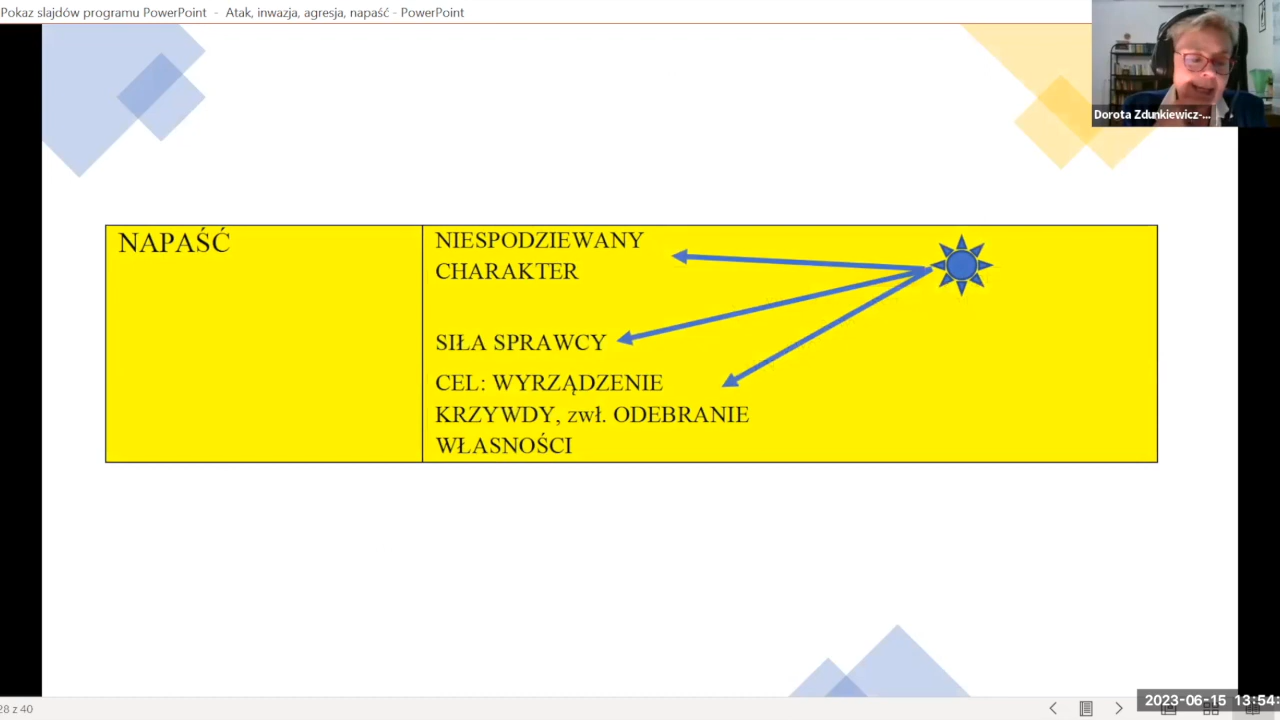 Pokaz slajdów programu PowerPoint - Atak, inwazja, agresja, napaść - PowerPoint
Dorota Zdunkiewicz-...
NAPAŚĆ
NIESPODZIEWANY
CHARAKTER
SIŁA SPRAWCY
CEL: WYRZĄDZENIE
KRZYWDY, zwł. ODEBRANIE
WŁASNOŚCI
28 z 40
2023-06-15 13:54: